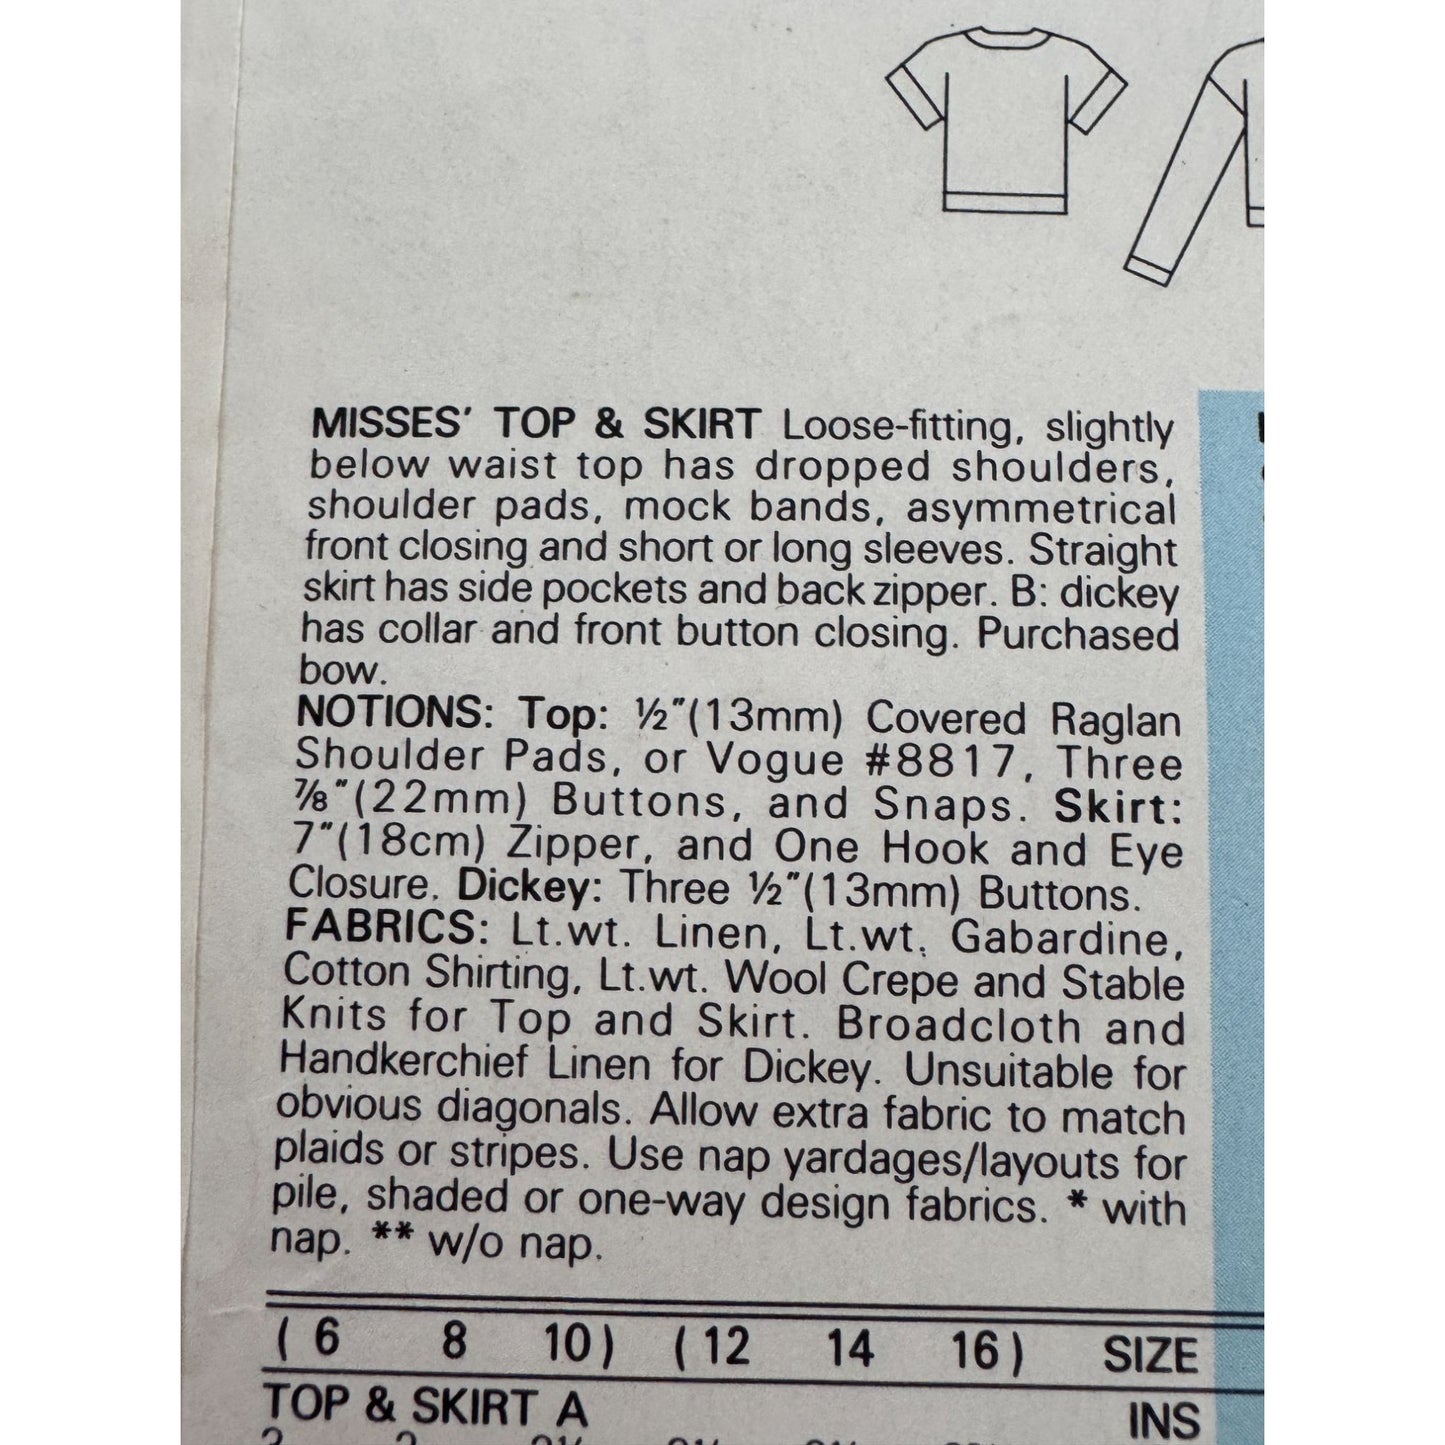 MISSES' TOP & SKIRT Loose-fitting, slightly
below waist top has dropped shoulders,
shoulder pads, mock bands, asymmetrical
front closing and short or long sleeves. Straight
skirt has side pockets and back zipper. B: dickey
has collar and front button closing. Purchased
bow.
NOTIONS: Top: ½"(13mm) Covered Raglan
Shoulder Pads, or Vogue #8817, Three
⅞"(22mm) Buttons, and Snaps. Skirt:
7"(18cm) Zipper, and One Hook and Eye
Closure. Dickey: Three ½"(13mm) Buttons.
FABRICS: Lt.wt. Linen, Lt.wt. Gabardine,
Cotton Shirting, Lt.wt. Wool Crepe and Stable
Knits for Top and Skirt. Broadcloth and
Handkerchief Linen for Dickey. Unsuitable for
obvious diagonals. Allow extra fabric to match
plaids or stripes. Use nap yardages/layouts for
pile, shaded or one-way design fabrics. * with
nap. ** w/o nap.
(6 8 10) (12 14 16) SIZE
TOP & SKIRT A
INS